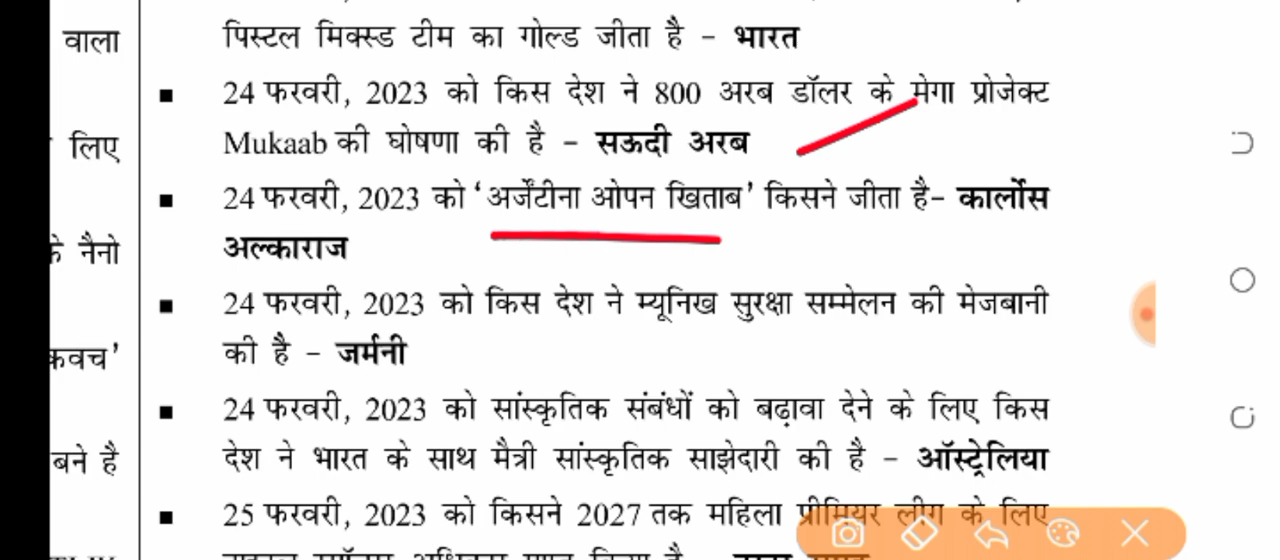 वाला
लिए
नैनो
कवच’
बने है
पिस्टल मिक्स्ड टीम का गोल्ड जीता है – भारत
▪ 24 फरवरी, 2023 को किस देश ने 800 अरब डॉलर के मेगा प्रोजेक्ट
Mukaab की घोषणा की है – सऊदी अरब
▪ 24 फरवरी, 2023 को ‘अर्जेंटीना ओपन खिताब’ किसने जीता है– कार्लोस
अल्काराज
▪ 24 फरवरी, 2023 को किस देश ने म्यूनिख सुरक्षा सम्मेलन की मेजबानी
की है – जर्मनी
▪ 24 फरवरी, 2023 को सांस्कृतिक संबंधों को बढ़ावा देने के लिए किस
देश ने भारत के साथ मैत्री सांस्कृतिक साझेदारी की है – ऑस्ट्रेलिया
▪ 25 फरवरी, 2023 को किसने 2027 तक महिला प्रीमियर लीग के लिए